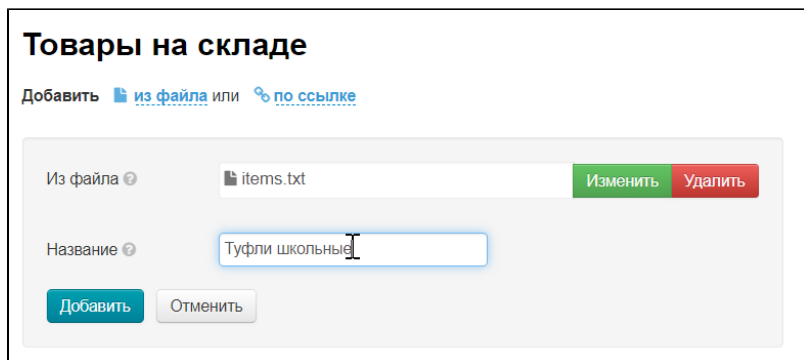 Товары на складе
Добавить из файла или по ссылке
Из файла items.txt Изменить Удалить
Название Туфли школьные
Добавить Отменить